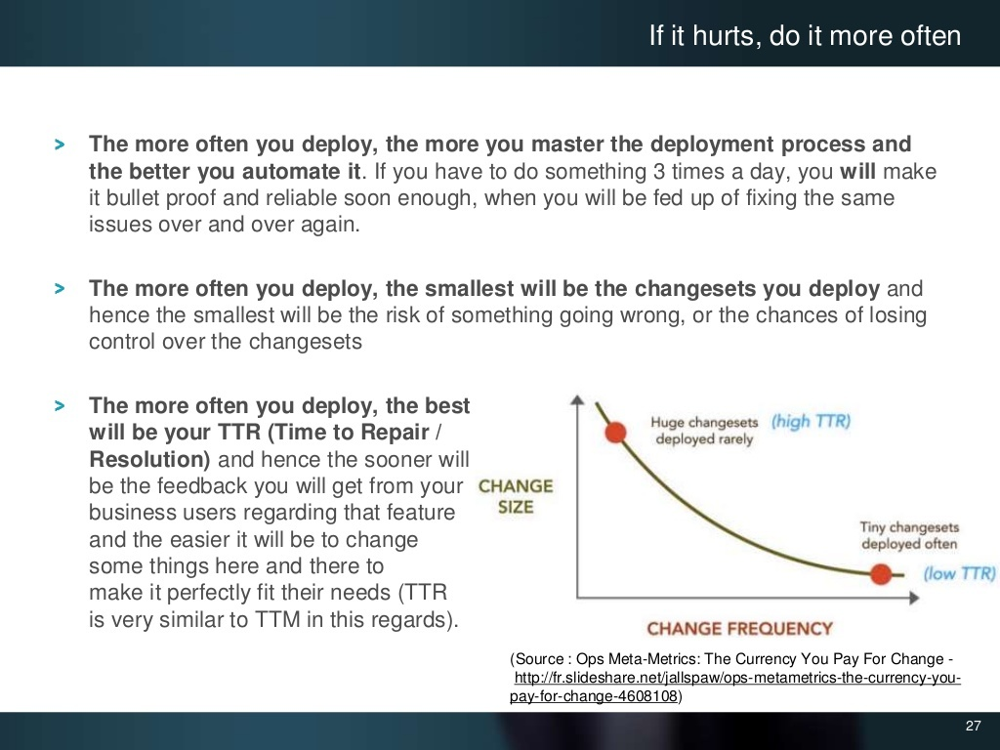 If it hurts, do it more often
> The more often you deploy, the more you master the deployment process and
the better you automate it. If you have to do something 3 times a day, you will make
it bullet proof and reliable soon enough, when you will be fed up of fixing the same
issues over and over again.
> The more often you deploy, the smallest will be the changesets you deploy and
hence the smallest will be the risk of something going wrong, or the chances of losing
control over the changesets
> The more often you deploy, the best
will be your TTR (Time to Repair /
Resolution) and hence the sooner will
be the feedback you will get from your
business users regarding that feature
and the easier it will be to change
some things here and there to
make it perfectly fit their needs (TTR
is very similar to TTM in this regards).
Huge changesets (high TTR)
deployed rarely
CHANGE
SIZE
Tiny changesets
deployed often
(low TTR)
CHANGE FREQUENCY
(Source : Ops Meta-Metrics: The Currency You Pay For Change -
http://fr.slideshare.net/jallspaw/ops-metametrics-the-currency-you-
pay-for-change-4608108)
27